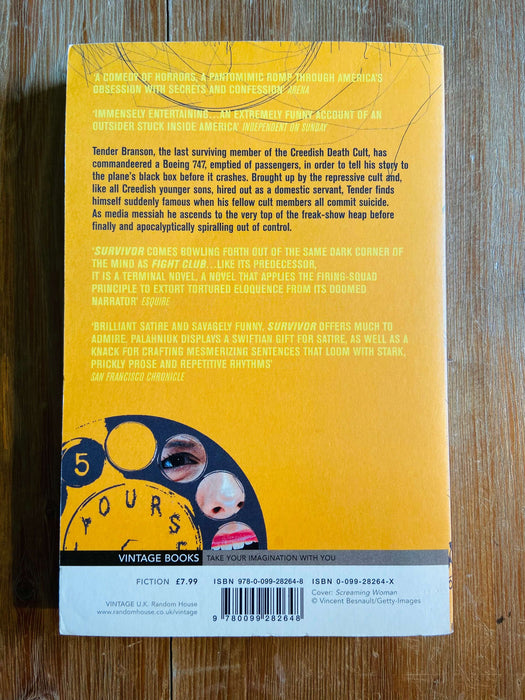 'A COMEDY OF HORRORS, A PANTOMIMIC ROMP THROUGH AMERICA'S
OBSESSION WITH SECRETS AND CONFESSION' ARENA
'IMMENSELY ENTERTAINING...AN EXTREMELY FUNNY ACCOUNT OF AN
OUTSIDER STUCK INSIDE AMERICA' INDEPENDENT ON SUNDAY
Tender Branson, the last surviving member of the Creedish Death Cult, has
commandeered a Boeing 747, emptied of passengers, in order to tell his story to
the plane's black box before it crashes. Brought up by the repressive cult and,
like all Creedish younger sons, hired out as a domestic servant, Tender finds
himself suddenly famous when his fellow cult members all commit suicide.
As media messiah he ascends to the very top of the freak-show heap before
finally and apocalyptically spiralling out of control.
'SURVIVOR COMES BOWLING FORTH OUT OF THE SAME DARK CORNER OF
THE MIND AS FIGHT CLUB...LIKE ITS PREDECESSOR,
IT IS A TERMINAL NOVEL, A NOVEL THAT APPLIES THE FIRING-SQUAD
PRINCIPLE TO EXTORT TORTURED ELOQUENCE FROM ITS DOOMED
NARRATOR' ESQUIRE
'BRILLIANT SATIRE AND SAVAGELY FUNNY, SURVIVOR OFFERS MUCH TO
ADMIRE, PALAHNIUK DISPLAYS A SWIFTIAN GIFT FOR SATIRE, AS WELL AS A
KNACK FOR CRAFTING MESMERIZING SENTENCES THAT LOOM WITH STARK,
PRICKLY PROSE AND REPETITIVE RHYTHMS'
SAN FRANCISCO CHRONICLE
5
YOURS
VINTAGE BOOKS TAKE YOUR IMAGINATION WITH YOU
FICTION £7.99
ISBN 978-0-099-28264-8 ISBN 0-099-28264-X
VINTAGE U.K. Random House
www.randomhouse.co.uk/vintage
9 780099 282648
Cover: Screaming Woman
© Vincent Besnault/Getty-Images